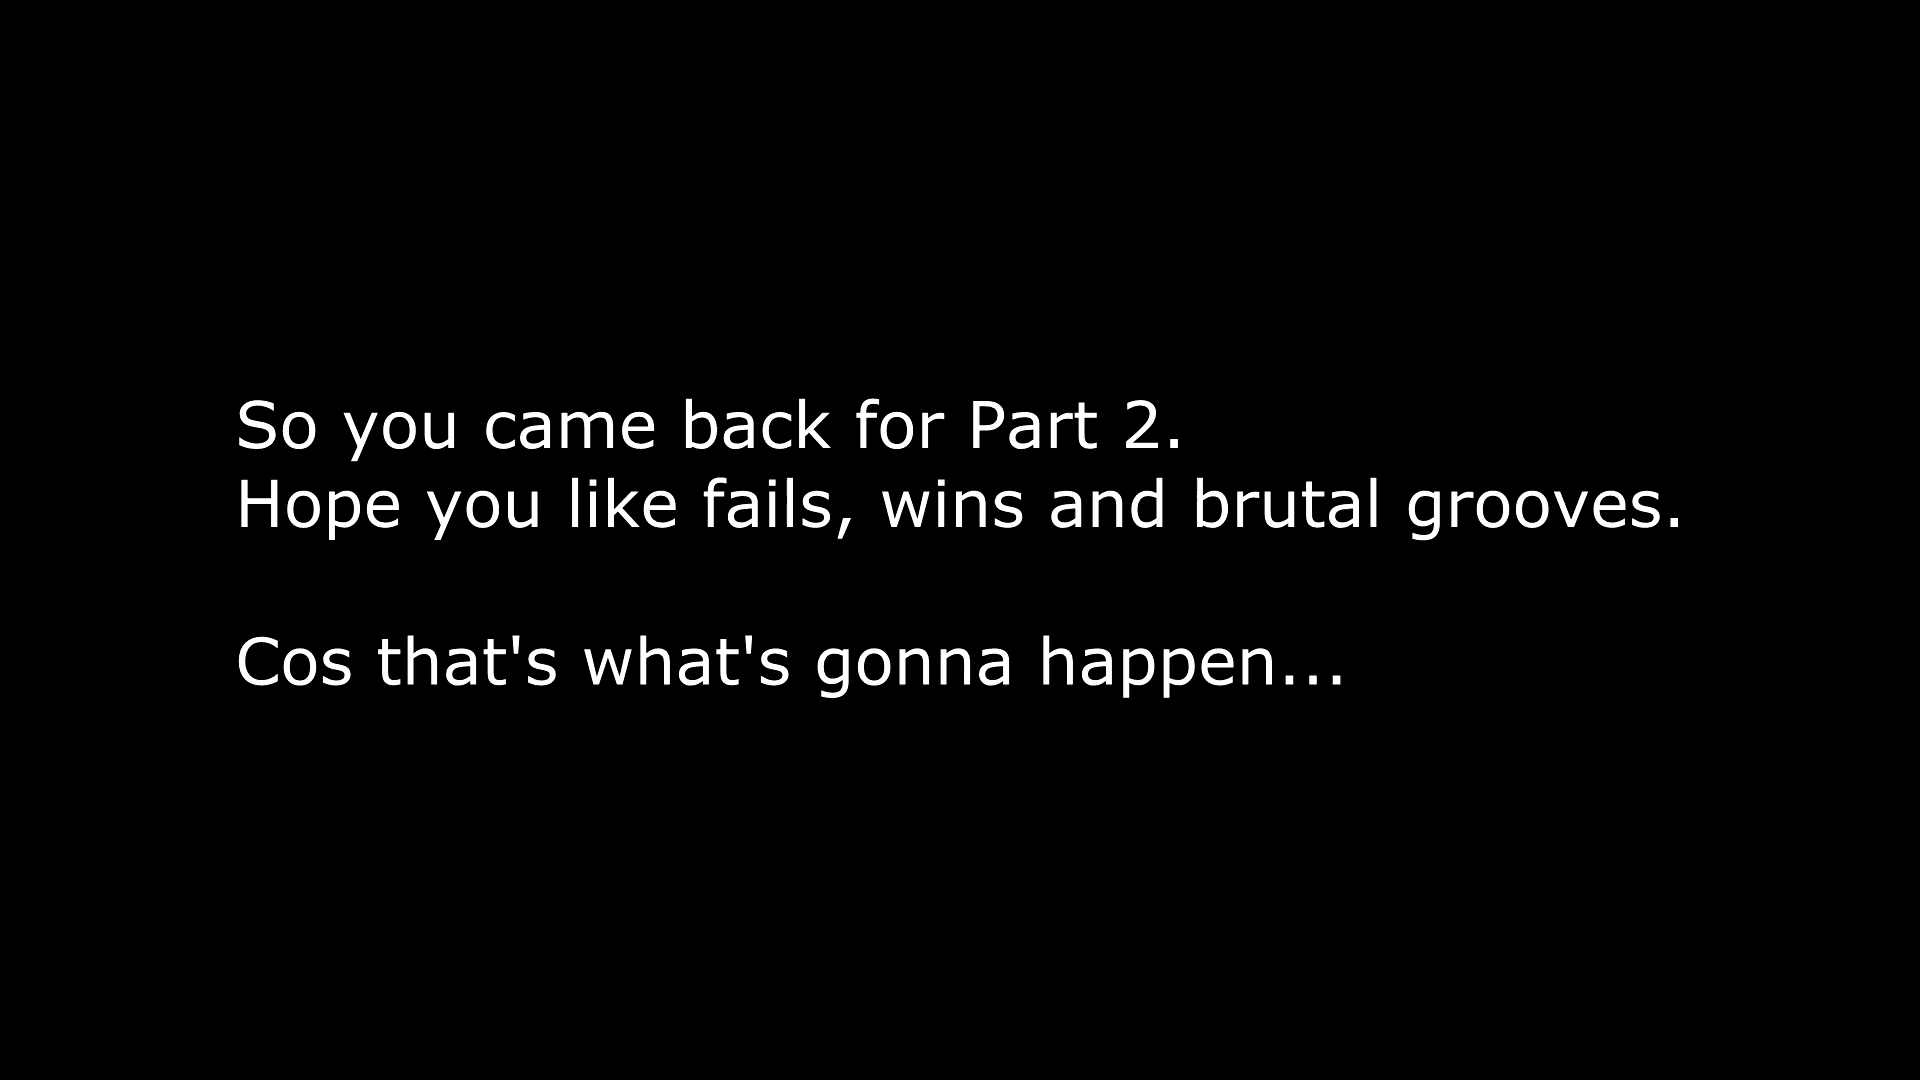 So you came back for Part 2.
Hope you like fails, wins and brutal grooves.
Cos that's what's gonna happen...